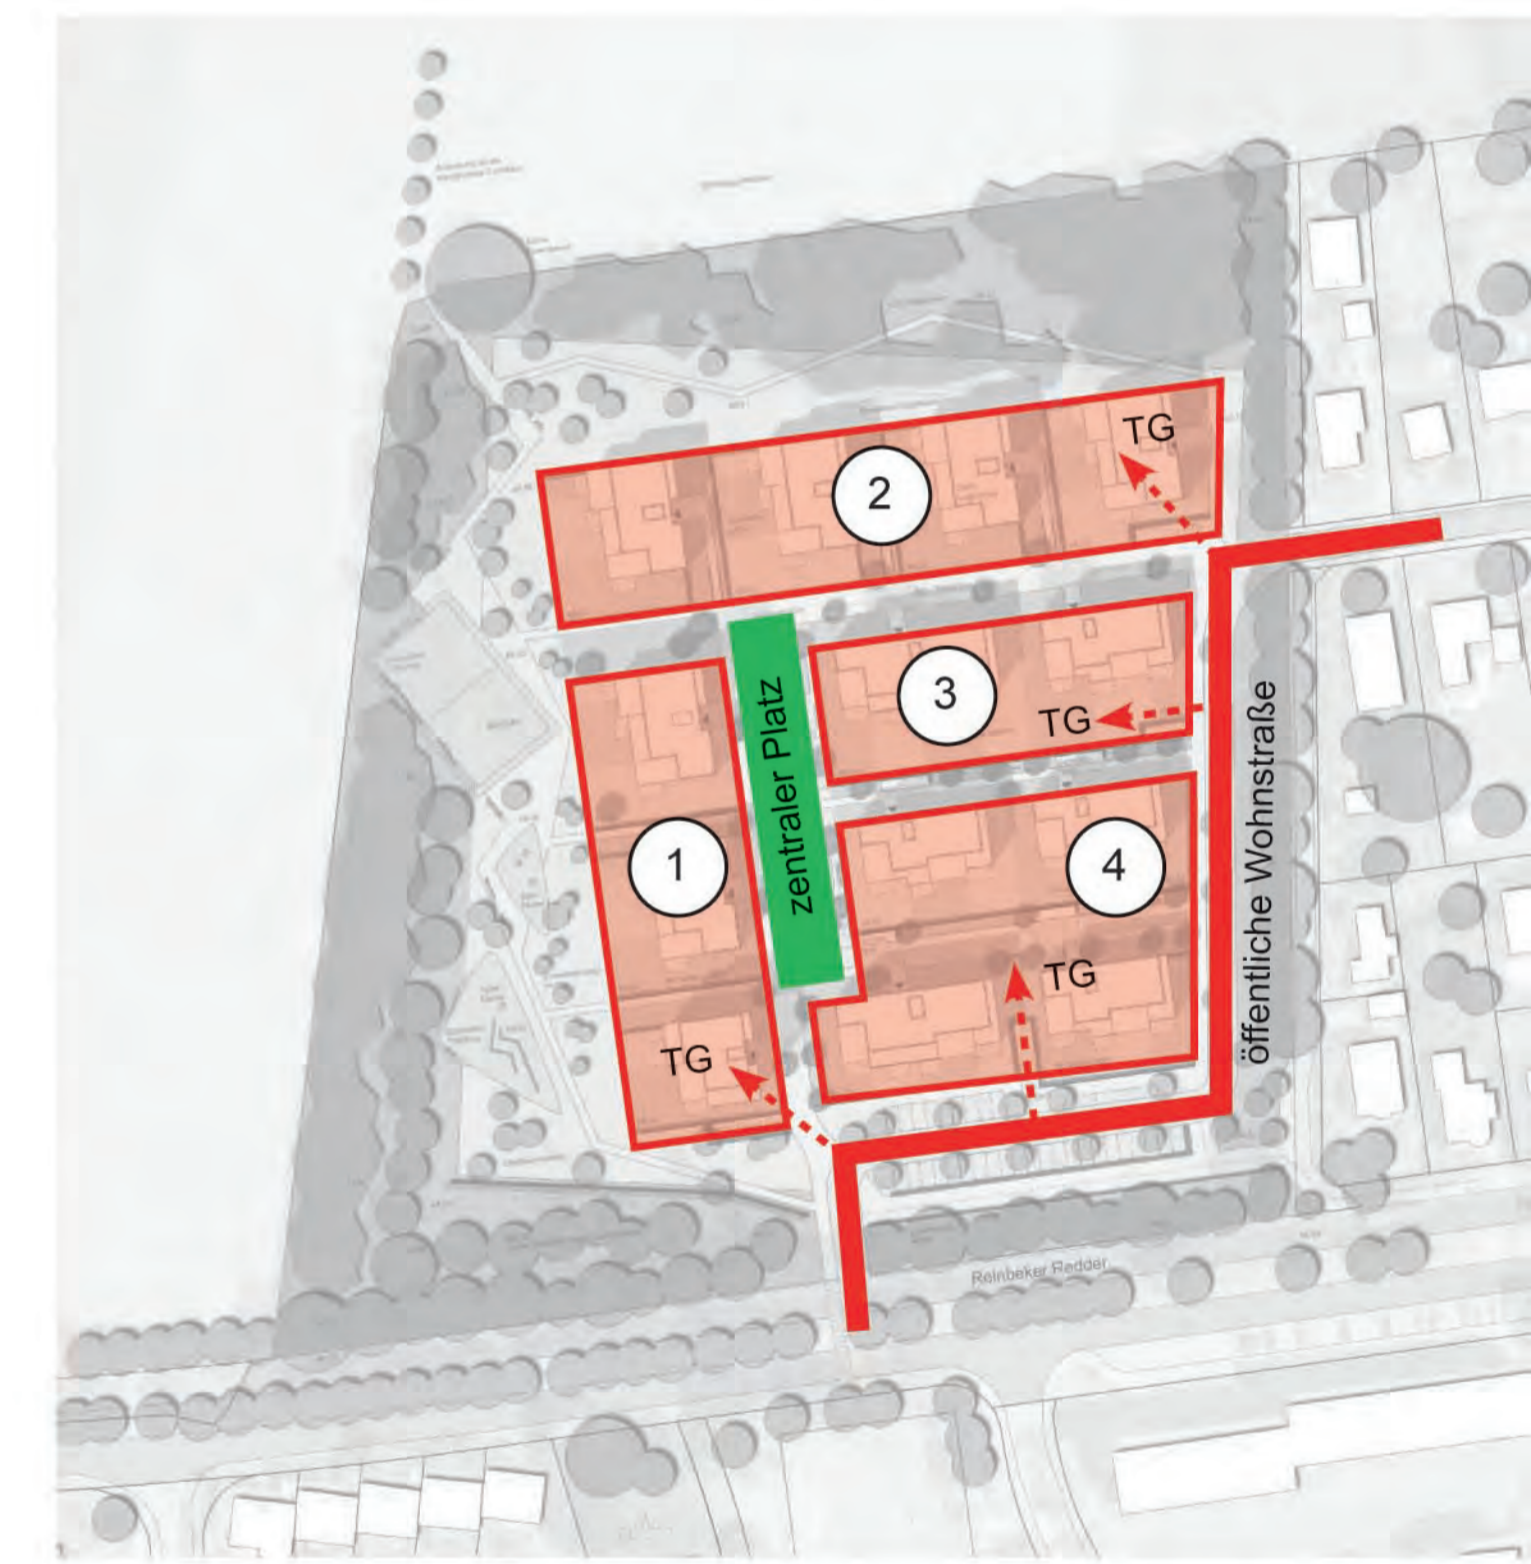 TG
2
3
TG
zentraler Platz
öffentliche Wohnstraße
1
4
TG
TG
Reinbeker Redder